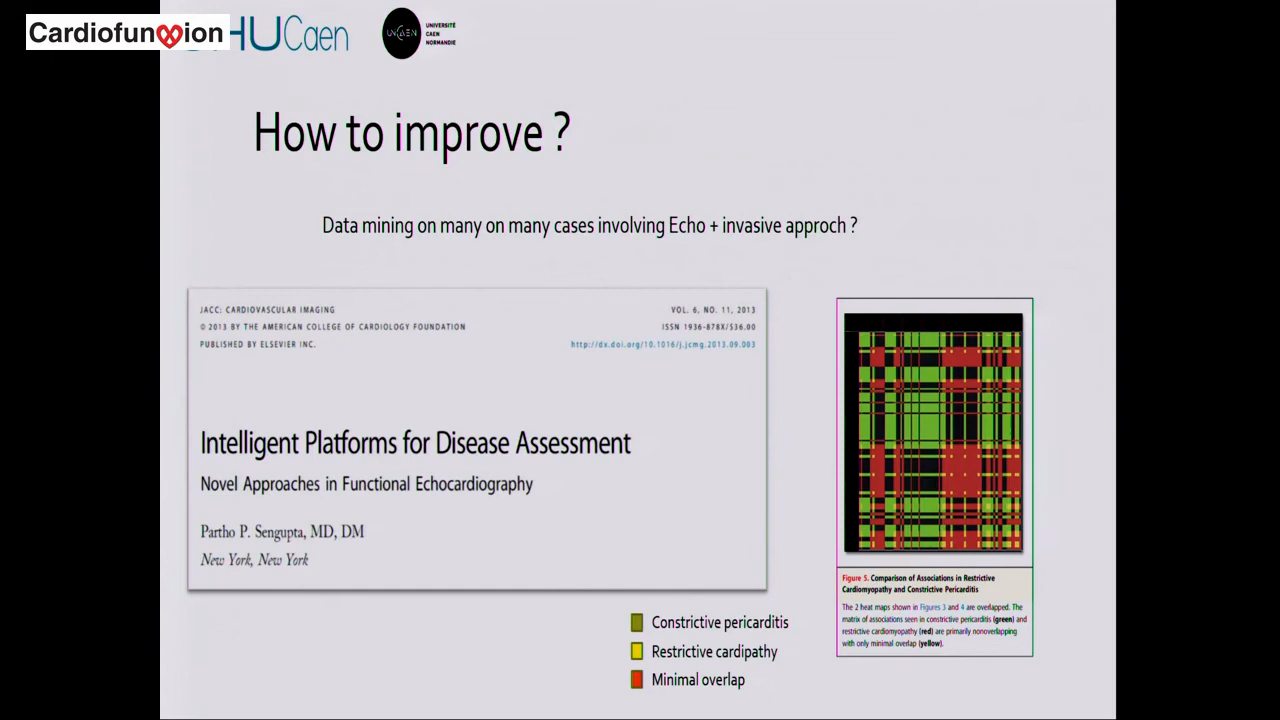 Cardiofunxion
HUCaen
UNICAEN
UNIVERSITÉ
CAEN
NORMANDIE
How to improve ?
Data mining on many on many cases involving Echo + invasive approch ?
JACC: CARDIOVASCULAR IMAGING
VOL. 6, NO. 11, 2013
© 2013 BY THE AMERICAN COLLEGE OF CARDIOLOGY FOUNDATION
ISSN 1936-878X/$36.00
PUBLISHED BY ELSEVIER INC.
http://dx.doi.org/10.1016/j.jcmg.2013.09.003
Intelligent Platforms for Disease Assessment
Novel Approaches in Functional Echocardiography
Partho P. Sengupta, MD, DM
New York, New York
Figure 5. Comparison of Associations in Restrictive
Cardiomyopathy and Constrictive Pericarditis
The 2 heat maps shown in Figures 3 and 4 are overlapped. The
matrix of associations seen in constrictive pericarditis (green) and
restrictive cardiomyopathy (red) are primarily nonoverlapping
with only minimal overlap (yellow).
Constrictive pericarditis
Restrictive cardipathy
Minimal overlap